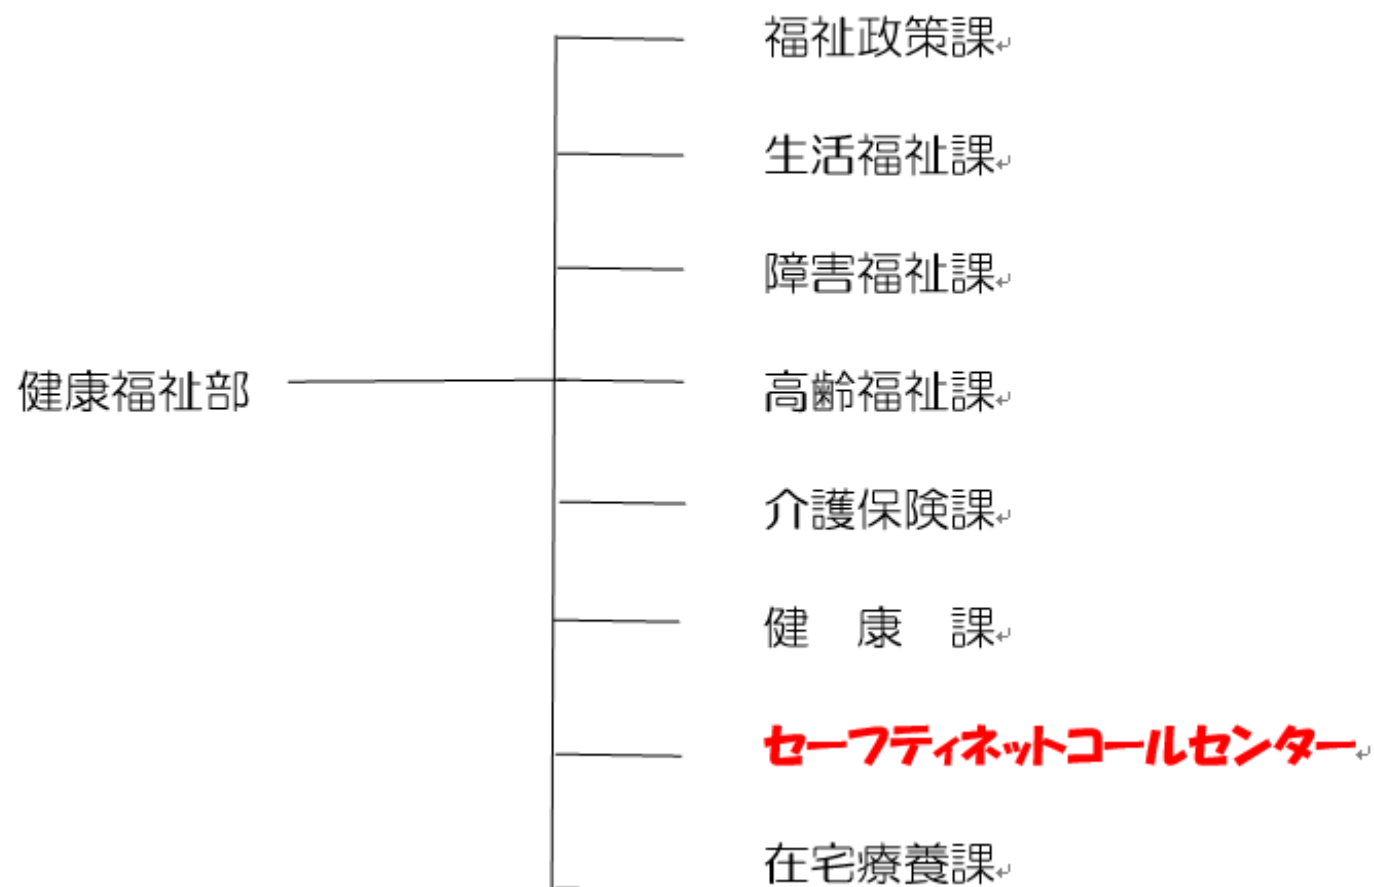 福祉政策課
生活福祉課
障害福祉課
健康福祉部
高齢福祉課
介護保険課
健　康　課
セーフティネットコールセンター
在宅療養課